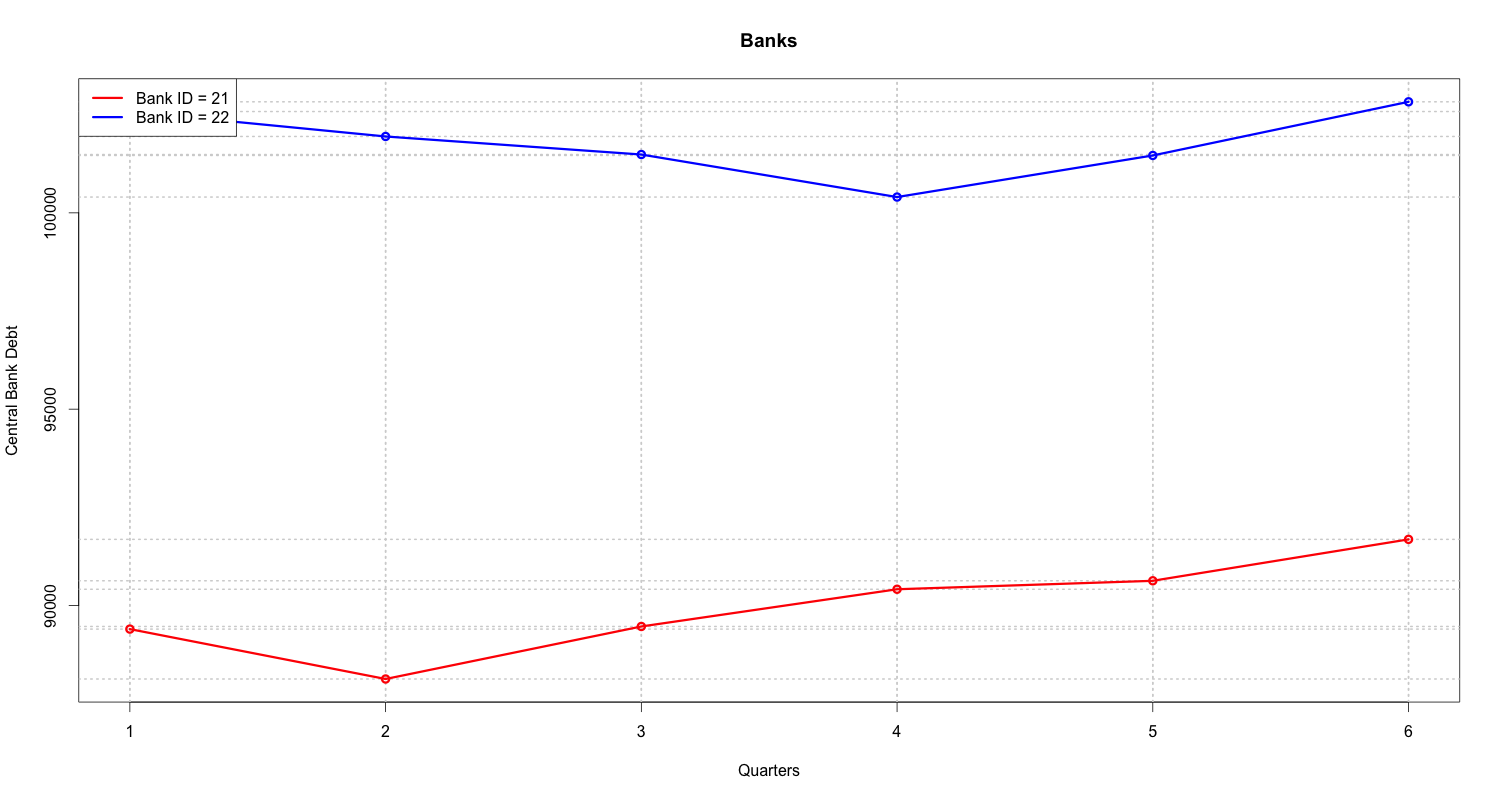 Banks
Bank ID = 21
Bank ID = 22
Central Bank Debt
100000
95000
90000
1 2 3 4 5 6
Quarters